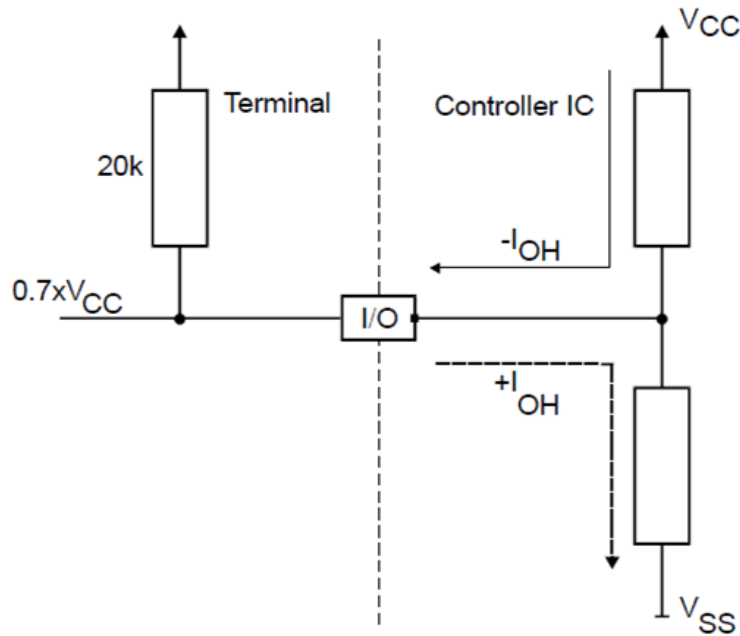 VCC
Terminal
Controller IC
20k
-IOH
0.7xVCC
I/O
+IOH
VSS